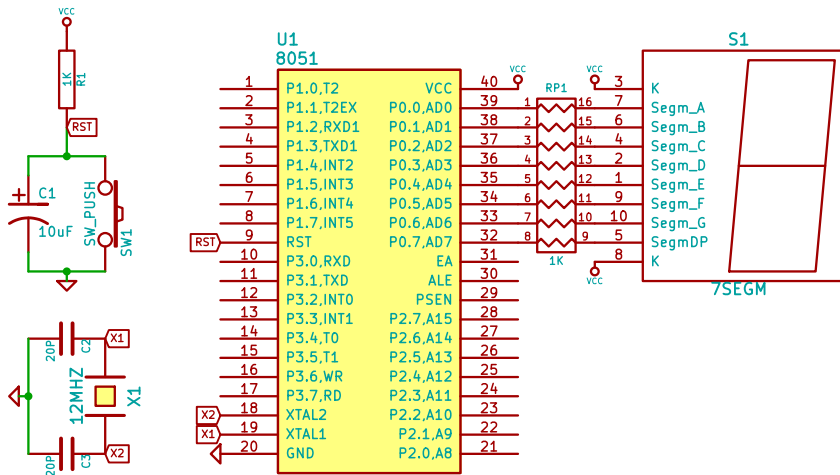 VCC
1K
R1
RST
C1
10uF
SW_PUSH
SW1
20P
C2
X1
12MHZ
X1
20P
C3
X2
U1
8051
1 P1.0,T2 VCC 40 VCC
2 P1.1,T2EX P0.0,AD0 39
3 P1.2,RXD1 P0.1,AD1 38
4 P1.3,TXD1 P0.2,AD2 37
5 P1.4,INT2 P0.3,AD3 36
6 P1.5,INT3 P0.4,AD4 35
7 P1.6,INT4 P0.5,AD5 34
8 P1.7,INT5 P0.6,AD6 33
RST 9 RST P0.7,AD7 32
10 P3.0,RXD EA 31
11 P3.1,TXD ALE 30
12 P3.2,INT0 PSEN 29
13 P3.3,INT1 P2.7,A15 28
14 P3.4,T0 P2.6,A14 27
15 P3.5,T1 P2.5,A13 26
16 P3.6,WR P2.4,A12 25
17 P3.7,RD P2.3,A11 24
X2 18 XTAL2 P2.2,A10 23
X1 19 XTAL1 P2.1,A9 22
20 GND P2.0,A8 21
RP1
1 16
2 15
3 14
4 13
5 12
6 11
7 10
8 9
1K
S1
VCC 3 K
7 Segm_A
6 Segm_B
4 Segm_C
2 Segm_D
1 Segm_E
9 Segm_F
10 Segm_G
5 SegmDP
VCC 8 K
7SEGM